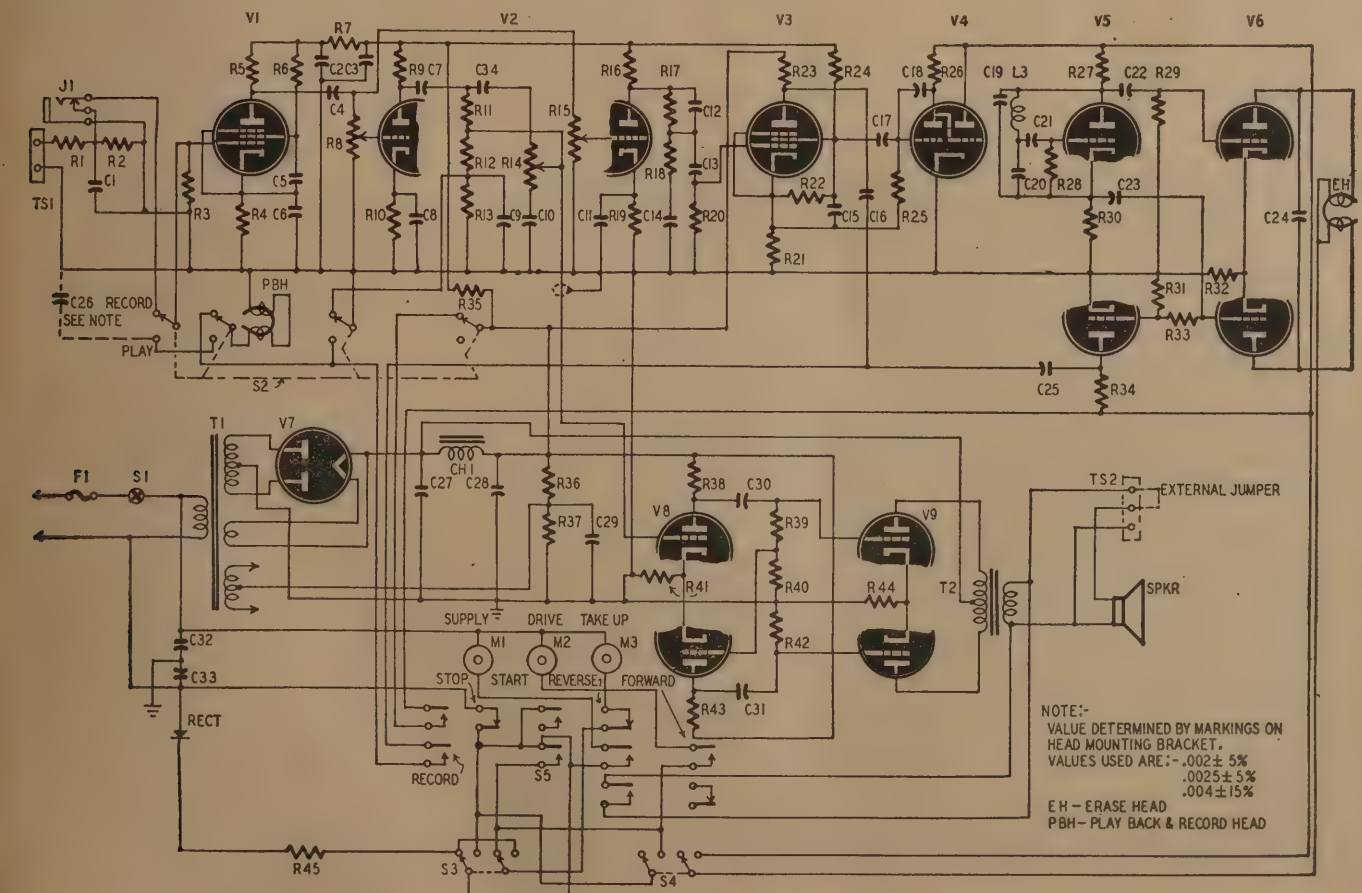 V1 V2 V3 V4 V5 V6
R7
J1 R5 R6 C2 C3 R9 C7 C34 R16 R17 R23 R24 C18 R26 C19 L3 R27 C22 R29
C4 R11 R15 C12 C17 C21
R1 R2 R8 R12 R14 C13 EH
C1 C5 R18 R22 C20 R28 C23
TS1 R3 R4 C6 R10 C8 R13 C9 C10 C11 R19 C14 R20 C15 C16 R25 R30 C24
R21
PBH R35 R31 R32
C26 RECORD
SEE NOTE R33
PLAY
S2 C25 R34
T1 V7
F1 S1 CH1 TS2 EXTERNAL JUMPER
C27 C28 R36 R38 C30
R37 C29 V8 R39 V9
R41 R40 R44 T2 SPKR
SUPPLY DRIVE TAKE UP
C32 M1 M2 M3 R42
C33 STOP START REVERSE FORWARD R43 C31
RECT
RECORD S5
R45 S3 S4
NOTE:-
VALUE DETERMINED BY MARKINGS ON
HEAD MOUNTING BRACKET.
VALUES USED ARE:-.002± 5%
.0025± 5%
.004±15%
EH-ERASE HEAD
PBH-PLAY BACK & RECORD HEAD